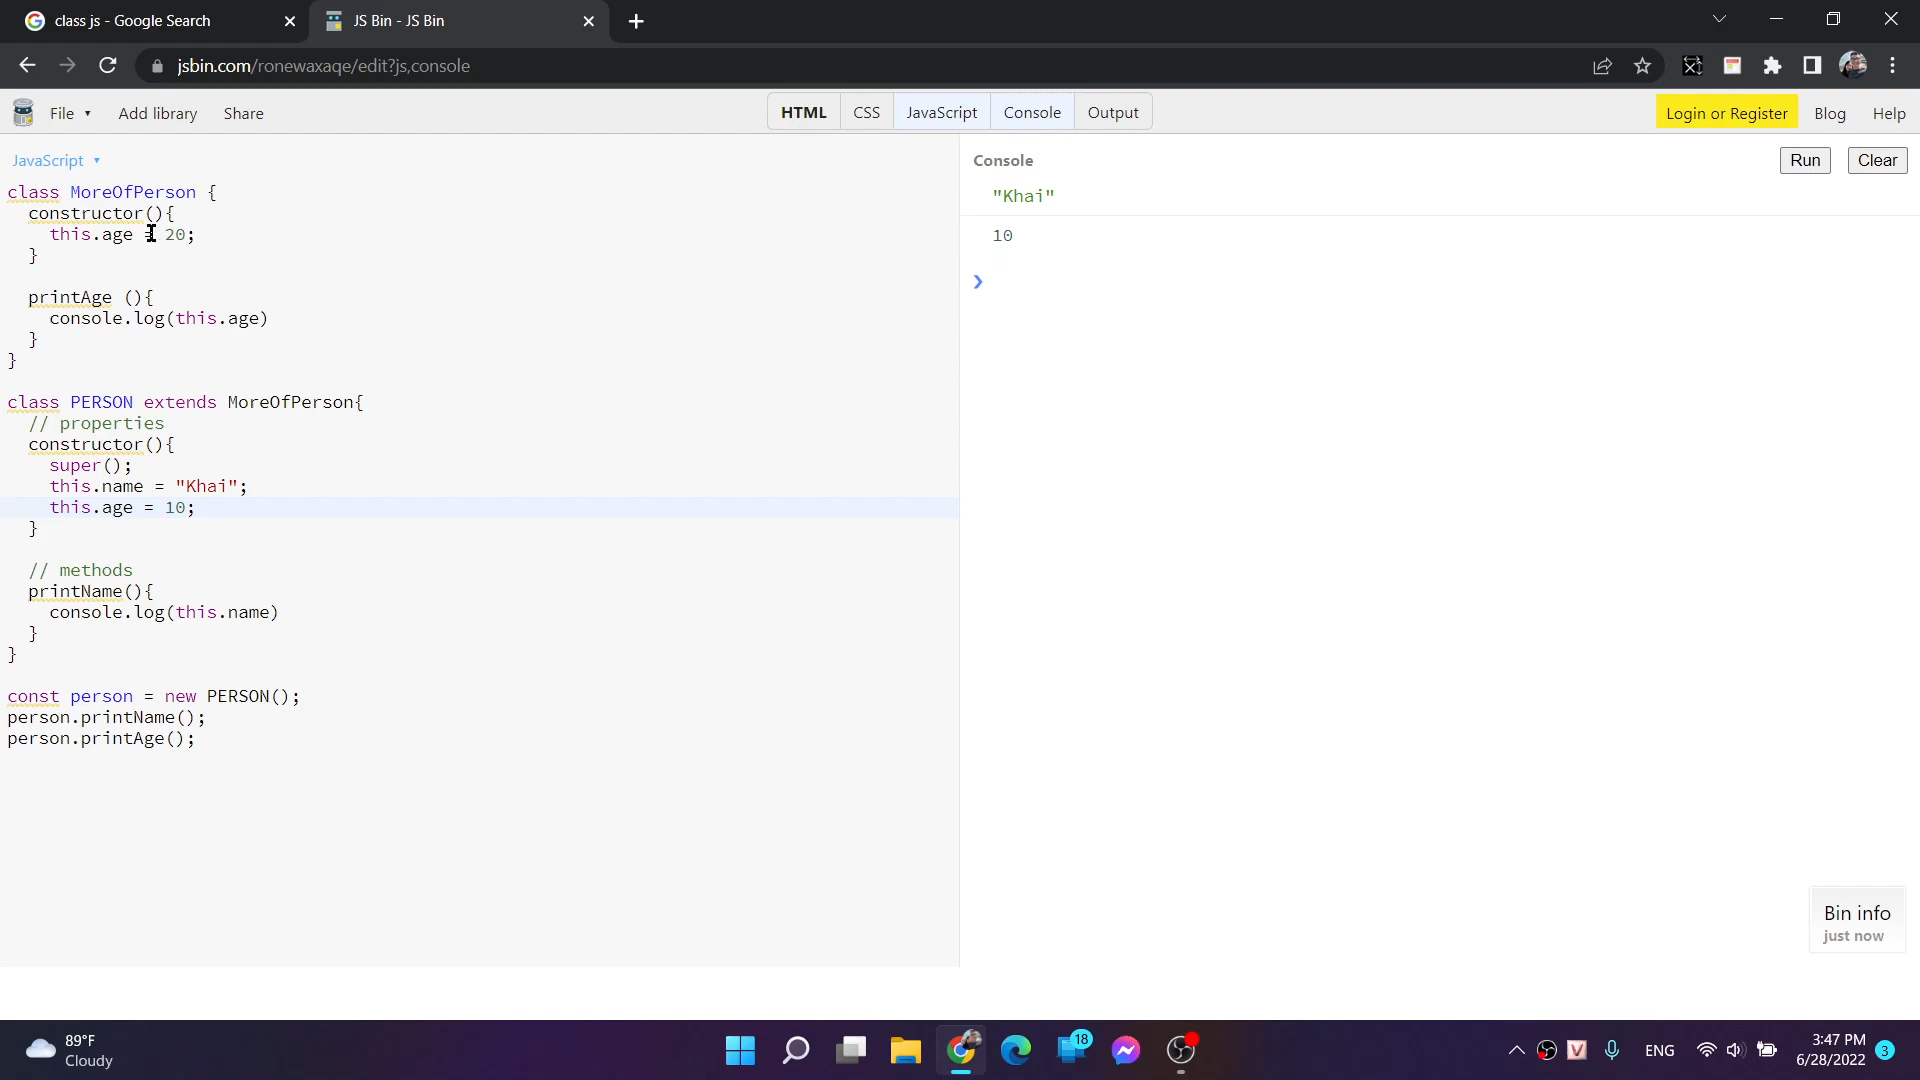 class js - Google Search
JS Bin - JS Bin
jsbin.com/ronewaxaqe/edit?js,console
File
Add library
Share
HTML
CSS
JavaScript
Console
Output
Login or Register
Blog
Help
JavaScript
class MoreOfPerson {
constructor(){
this.age = 20;
}
printAge (){
console.log(this.age)
}
}
class PERSON extends MoreOfPerson{
// properties
constructor(){
super();
this.name = "Khai";
this.age = 10;
}
// methods
printName(){
console.log(this.name)
}
}
const person = new PERSON();
person.printName();
person.printAge();
Console
Run
Clear
"Khai"
10
Bin info
just now
89°F
Cloudy
18
V
ENG
3:47 PM
6/28/2022
3